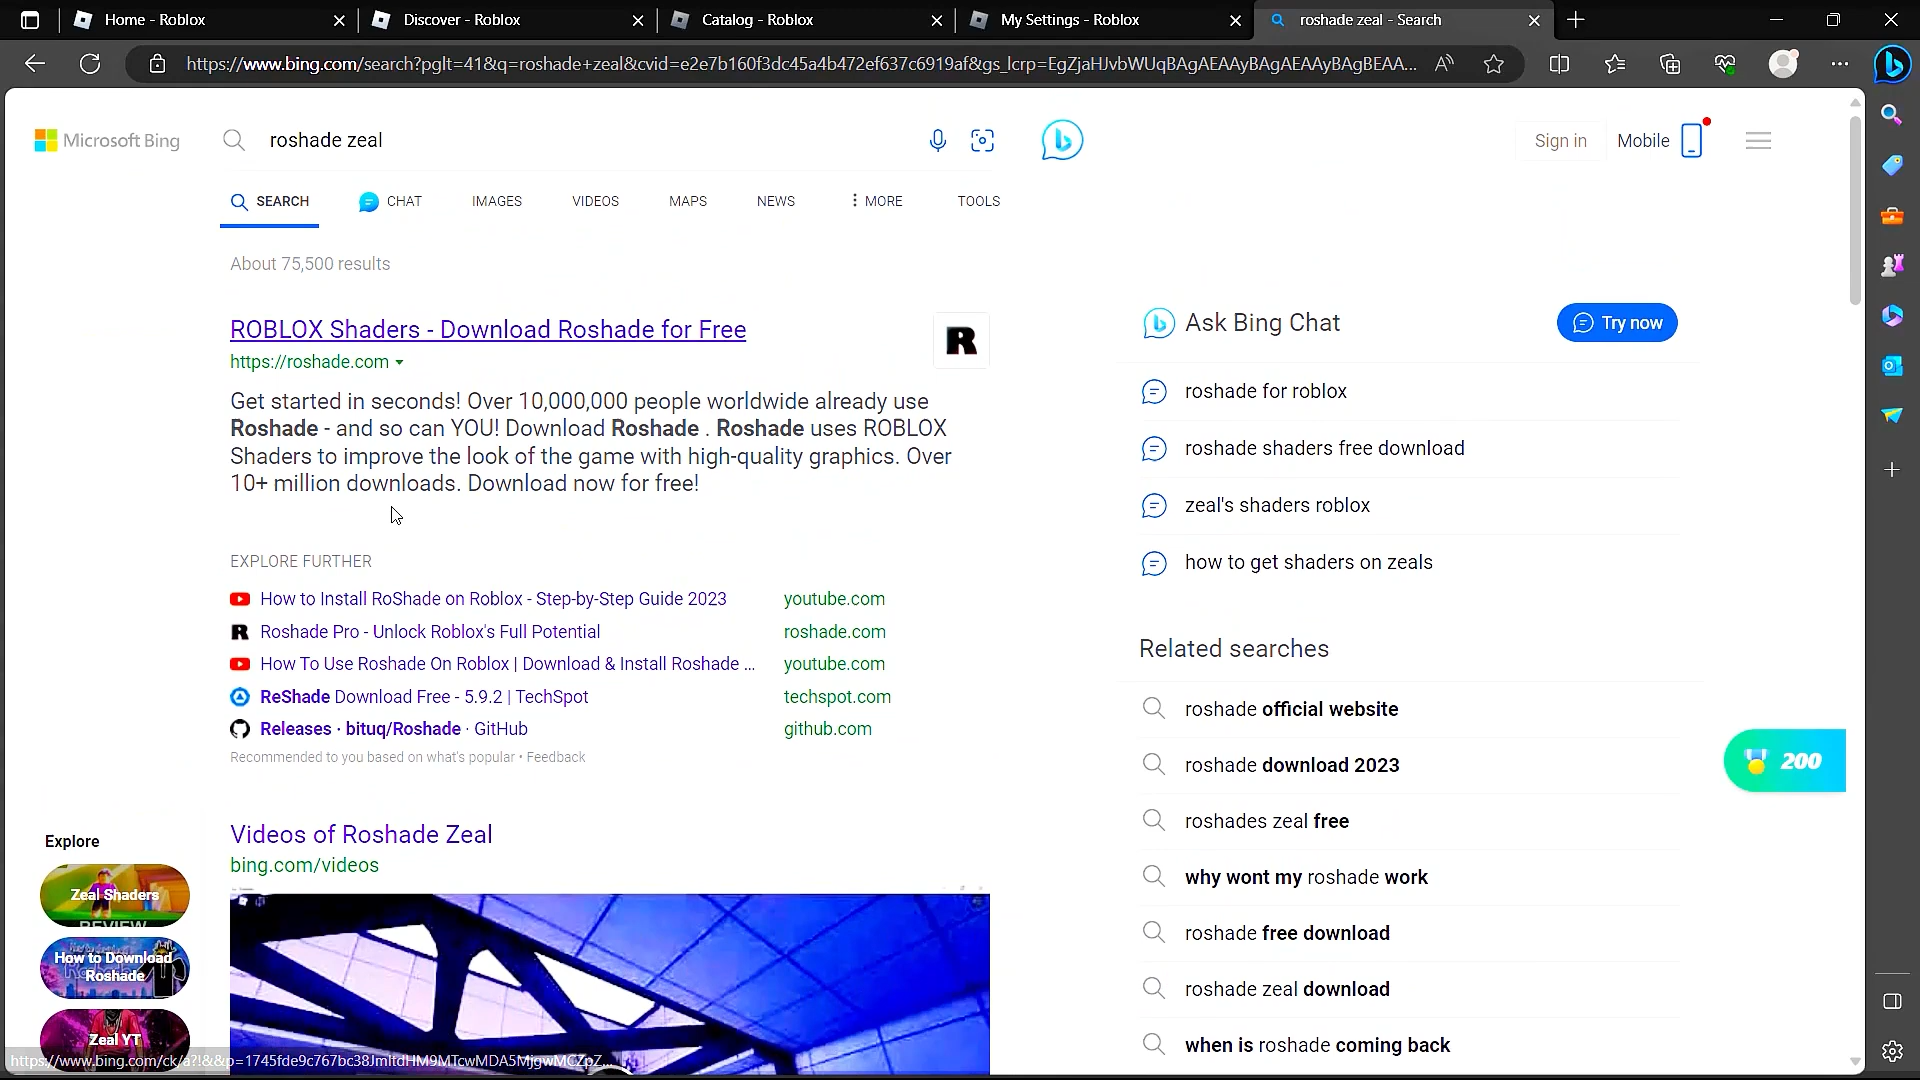 Home - Roblox
Discover - Roblox
Catalog - Roblox
My Settings - Roblox
roshade zeal - Search
https://www.bing.com/search?pglt=41&q=roshade+zeal&cvid=e2e7b160f3dc45a4b472ef637c6919af&gs_lcrp=EgZjaHJvbWUqBAgAEAAyBAgAEAAyBAgBEAA...
Microsoft Bing
roshade zeal
Sign in
Mobile
SEARCH
CHAT
IMAGES
VIDEOS
MAPS
NEWS
MORE
TOOLS
About 75,500 results
ROBLOX Shaders - Download Roshade for Free
https://roshade.com
R
Get started in seconds! Over 10,000,000 people worldwide already use
Roshade - and so can YOU! Download Roshade . Roshade uses ROBLOX
Shaders to improve the look of the game with high-quality graphics. Over
10+ million downloads. Download now for free!
EXPLORE FURTHER
How to Install RoShade on Roblox - Step-by-Step Guide 2023 youtube.com
R Roshade Pro - Unlock Roblox's Full Potential roshade.com
How To Use Roshade On Roblox | Download & Install Roshade ... youtube.com
ReShade Download Free - 5.9.2 | TechSpot techspot.com
Releases · bituq/Roshade · GitHub github.com
Recommended to you based on what's popular • Feedback
Videos of Roshade Zeal
bing.com/videos
Explore
Zeal Shaders
REVIEW
How to Download
Roshade
Zeal YT
Ask Bing Chat
Try now
roshade for roblox
roshade shaders free download
zeal's shaders roblox
how to get shaders on zeals
Related searches
roshade official website
roshade download 2023
roshades zeal free
why wont my roshade work
roshade free download
roshade zeal download
when is roshade coming back
200